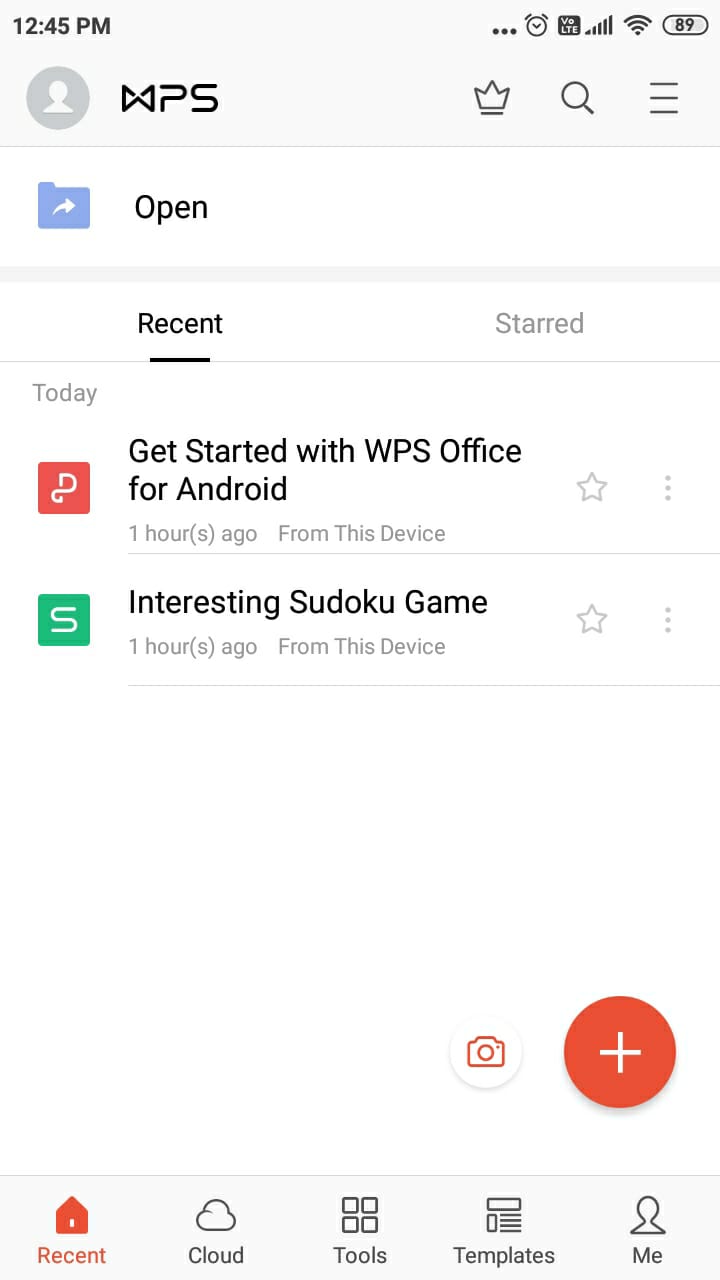 12:45 PM
Vo LTE
89
WPS
Open
Recent
Starred
Today
Get Started with WPS Office
for Android
1 hour(s) ago From This Device
Interesting Sudoku Game
1 hour(s) ago From This Device
Recent
Cloud
Tools
Templates
Me